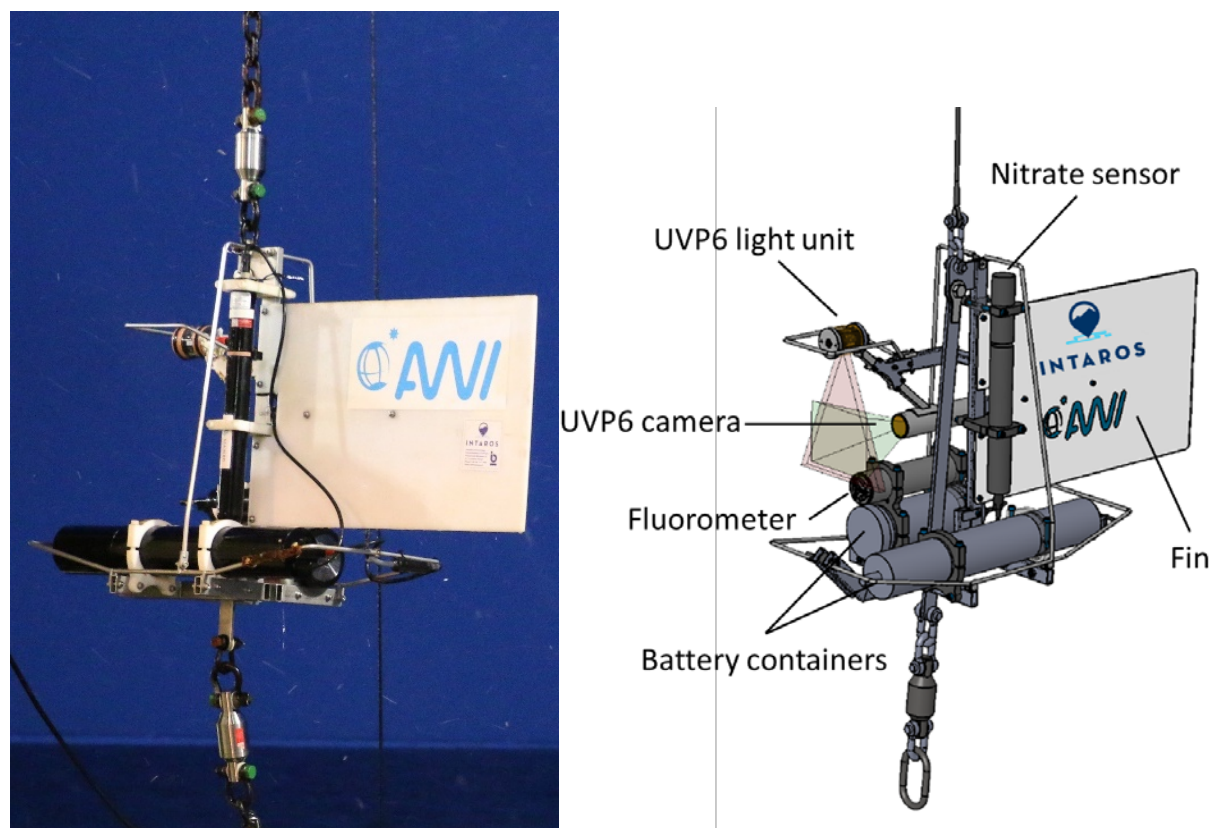 AWI
INTAROS
b
Nitrate sensor
UVP6 light unit
INTAROS
AWI
UVP6 camera
Fluorometer
Fin
Battery containers